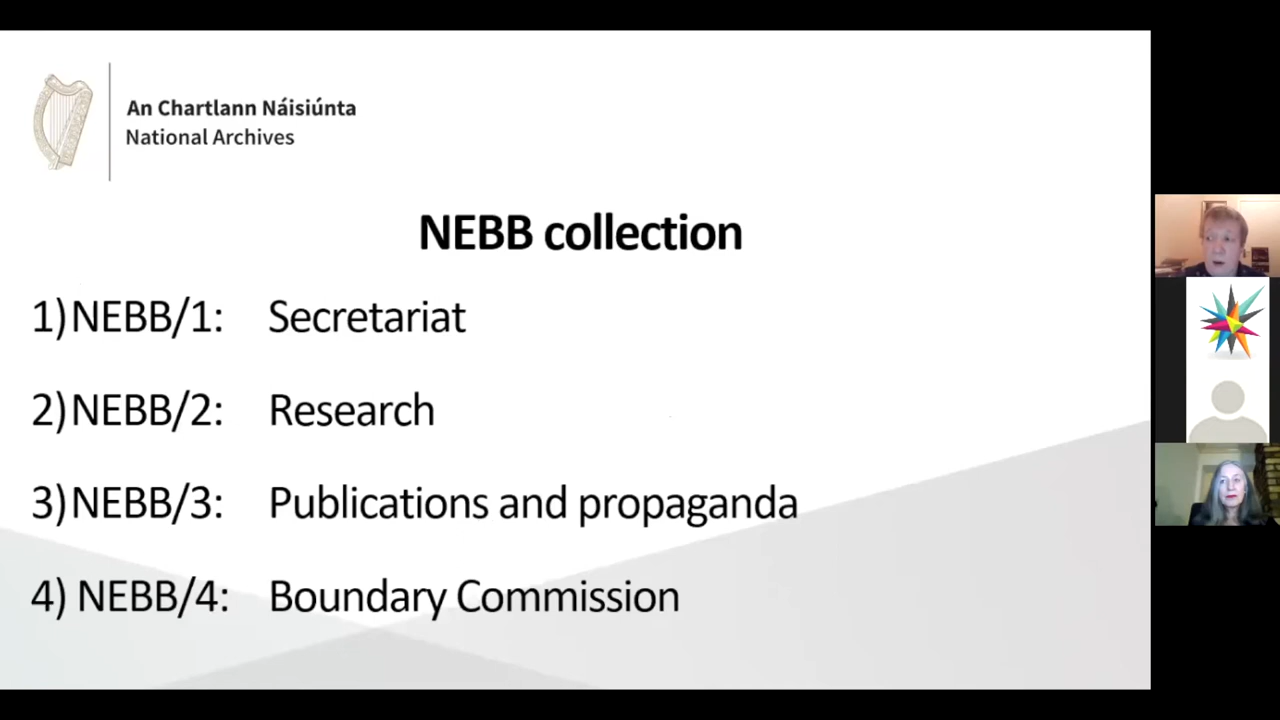 An Chartlann Náisiúnta
National Archives
NEBB collection
1) NEBB/1: Secretariat
2) NEBB/2: Research
3) NEBB/3: Publications and propaganda
4) NEBB/4: Boundary Commission